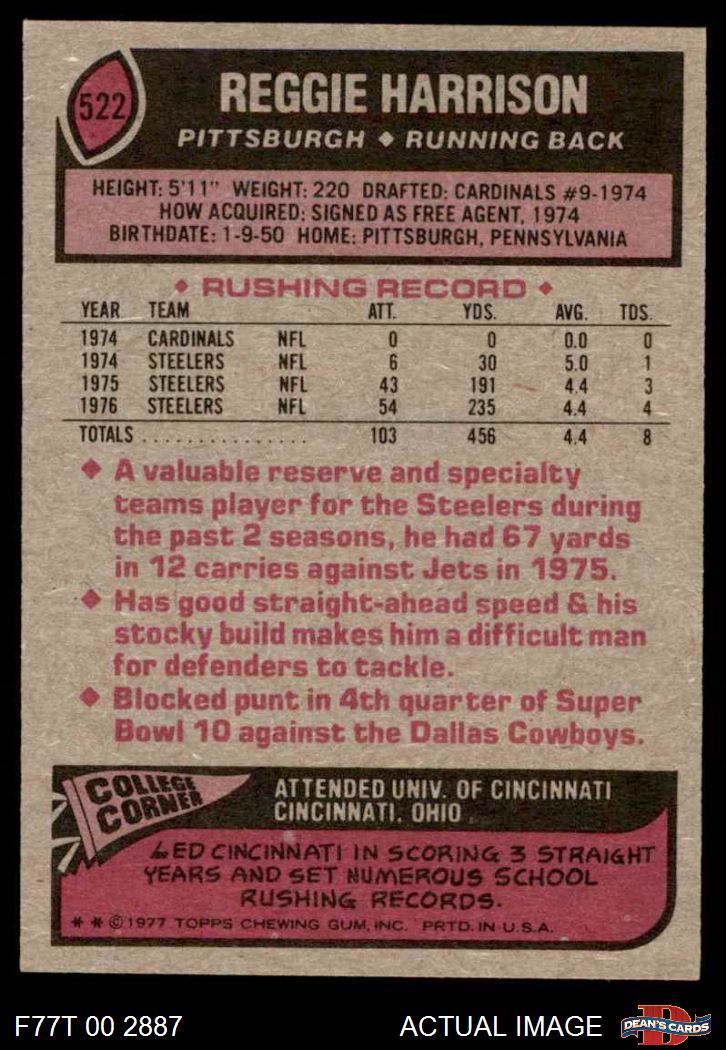 522
REGGIE HARRISON
PITTSBURGH ◆ RUNNING BACK
HEIGHT: 5'11" WEIGHT: 220 DRAFTED: CARDINALS #9-1974
HOW ACQUIRED: SIGNED AS FREE AGENT, 1974
BIRTHDATE: 1-9-50 HOME: PITTSBURGH, PENNSYLVANIA
◆ RUSHING RECORD ◆
YEAR TEAM ATT. YDS. AVG. TDS.
1974 CARDINALS NFL 0 0 0.0 0
1974 STEELERS NFL 6 30 5.0 1
1975 STEELERS NFL 43 191 4.4 3
1976 STEELERS NFL 54 235 4.4 4
TOTALS . . . . . . . . . . . . . . . 103 456 4.4 8
◆ A valuable reserve and specialty
teams player for the Steelers during
the past 2 seasons, he had 67 yards
in 12 carries against Jets in 1975.
◆ Has good straight-ahead speed & his
stocky build makes him a difficult man
for defenders to tackle.
◆ Blocked punt in 4th quarter of Super
Bowl 10 against the Dallas Cowboys.
COLLEGE
CORNER
ATTENDED UNIV. OF CINCINNATI
CINCINNATI, OHIO
LED CINCINNATI IN SCORING 3 STRAIGHT
YEARS AND SET NUMEROUS SCHOOL
RUSHING RECORDS.
* * © 1977 TOPPS CHEWING GUM, INC. PRTD. IN U.S.A.
F77T 00 2887
ACTUAL IMAGE
D
DEAN'S CARDS